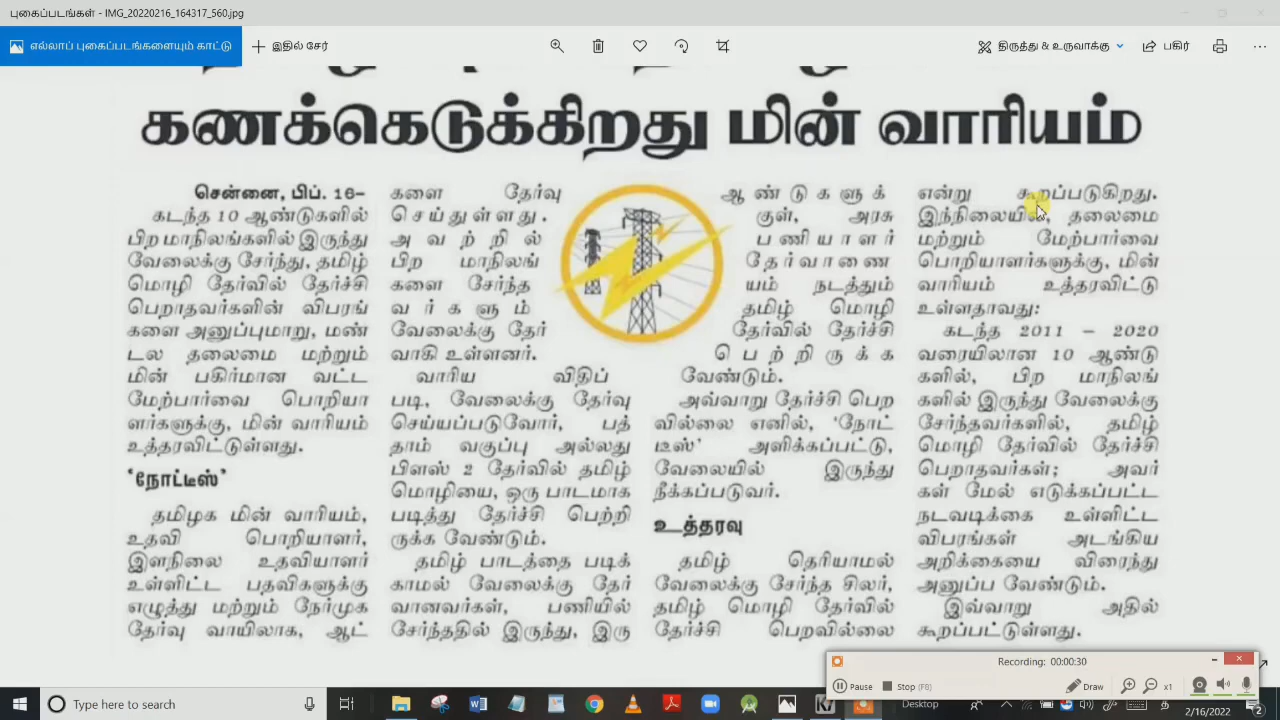 புகைப்படங்கள் - IMG_20220216_164317_560.jpg
எல்லாப் புகைப்படங்களையும் காட்டு
இதில் சேர்
திருத்து & உருவாக்கு
பகிர்
கணக்கெடுக்கிறது மின் வாரியம்
சென்னை, பிப். 16–
கடந்த 10 ஆண்டுகளில்
பிற மாநிலங்களில் இருந்து
வேலைக்கு சேர்ந்து, தமிழ்
மொழி தேர்வில் தேர்ச்சி
பெறாதவர்களின் விபரங்
களை அனுப்புமாறு, மண்
டல தலைமை மற்றும்
மின் பகிர்மான வட்ட
மேற்பார்வை பொறியா
ளர்களுக்கு, மின் வாரியம்
உத்தரவிட்டுள்ளது.
‘நோட்டீஸ்’
தமிழக மின் வாரியம்,
உதவி பொறியாளர்,
இளநிலை உதவியாளர்
உள்ளிட்ட பதவிகளுக்கு
எழுத்து மற்றும் நேர்முக
தேர்வு வாயிலாக, ஆட்
களை தேர்வு
செய்துள்ளது.
அவற்றில்
பிற மாநிலங்
களை சேர்ந்த
வர்களும்
வேலைக்கு தேர்
வாகி உள்ளனர்.
வாரிய விதிப்
படி, வேலைக்கு தேர்வு
செய்யப்படுவோர், பத்
தாம் வகுப்பு அல்லது
பிளஸ் 2 தேர்வில் தமிழ்
மொழியை, ஒரு பாடமாக
படித்து தேர்ச்சி பெற்றி
ருக்க வேண்டும்.
தமிழ் பாடத்தை படிக்
காமல் வேலைக்கு தேர்
வானவர்கள், பணியில்
சேர்ந்ததில் இருந்து, இரு
ஆண்டுகளுக்
குள், அரசு
பணியாளர்
தேர்வாணை
யம் நடத்தும்
தமிழ் மொழி
தேர்வில் தேர்ச்சி
பெற்றிருக்க
வேண்டும்.
அவ்வாறு தேர்ச்சி பெற
வில்லை எனில், ‘நோட்
டீஸ்’ அளிக்கப்பட்டு,
வேலையில் இருந்து
நீக்கப்படுவர்.
உத்தரவு
தமிழ் தெரியாமல்
வேலைக்கு சேர்ந்த சிலர்,
தமிழ் மொழி தேர்வில்
தேர்ச்சி பெறவில்லை
என்று கூறப்படுகிறது.
இந்நிலையில், தலைமை
மற்றும் மேற்பார்வை
பொறியாளர்களுக்கு, மின்
வாரியம் உத்தரவிட்டு
உள்ளதாவது:
கடந்த 2011 – 2020
வரையிலான 10 ஆண்டு
களில், பிற மாநிலங்
களில் இருந்து வேலைக்கு
சேர்ந்தவர்களில், தமிழ்
மொழி தேர்வில் தேர்ச்சி
பெறாதவர்கள்; அவர்
கள் மேல் எடுக்கப்பட்ட
நடவடிக்கை உள்ளிட்ட
விபரங்கள் அடங்கிய
அறிக்கையை விரைந்து
அனுப்ப வேண்டும்.
இவ்வாறு அதில்
கூறப்பட்டுள்ளது.
Recording: 00:00:30
Pause
Stop (F8)
Draw
x1
Type here to search
Desktop
2/16/2022